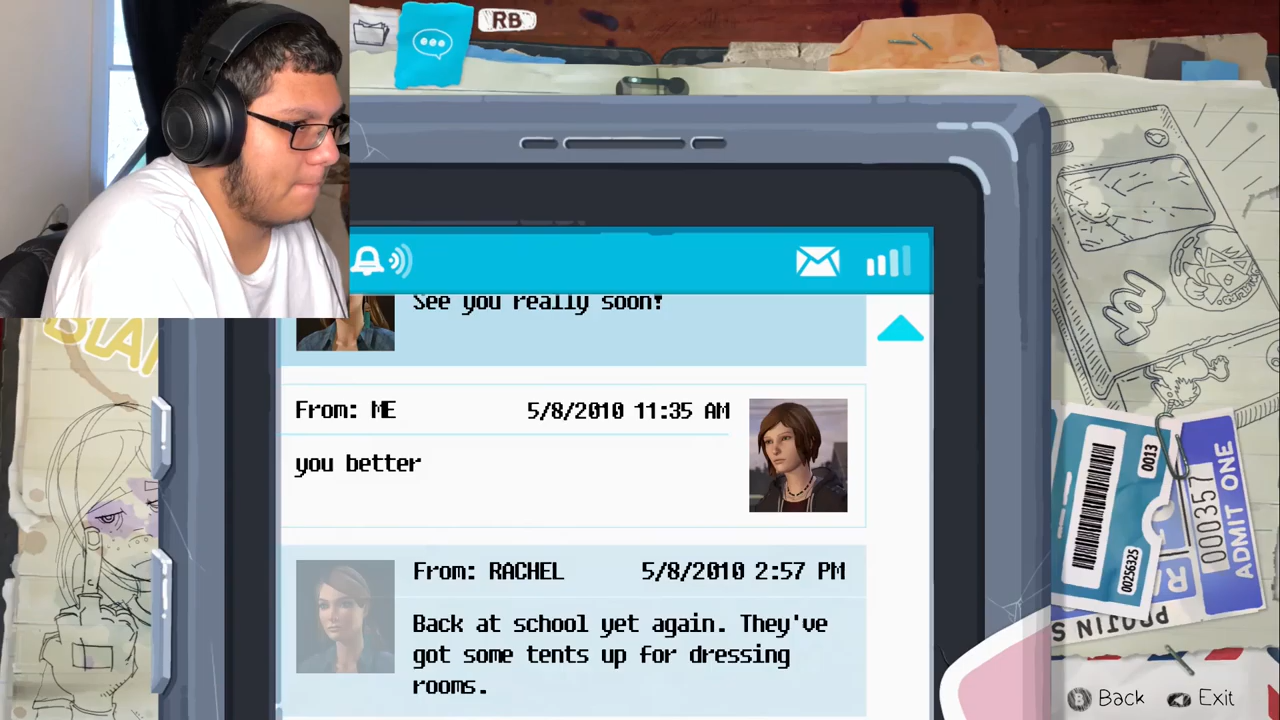 RB
See you really soon!
From: ME
5/8/2010 11:35 AM
you better
From: RACHEL
5/8/2010 2:57 PM
Back at school yet again. They've
got some tents up for dressing
rooms.
0013
00256325
000357
ADMIT ONE
Back
Exit